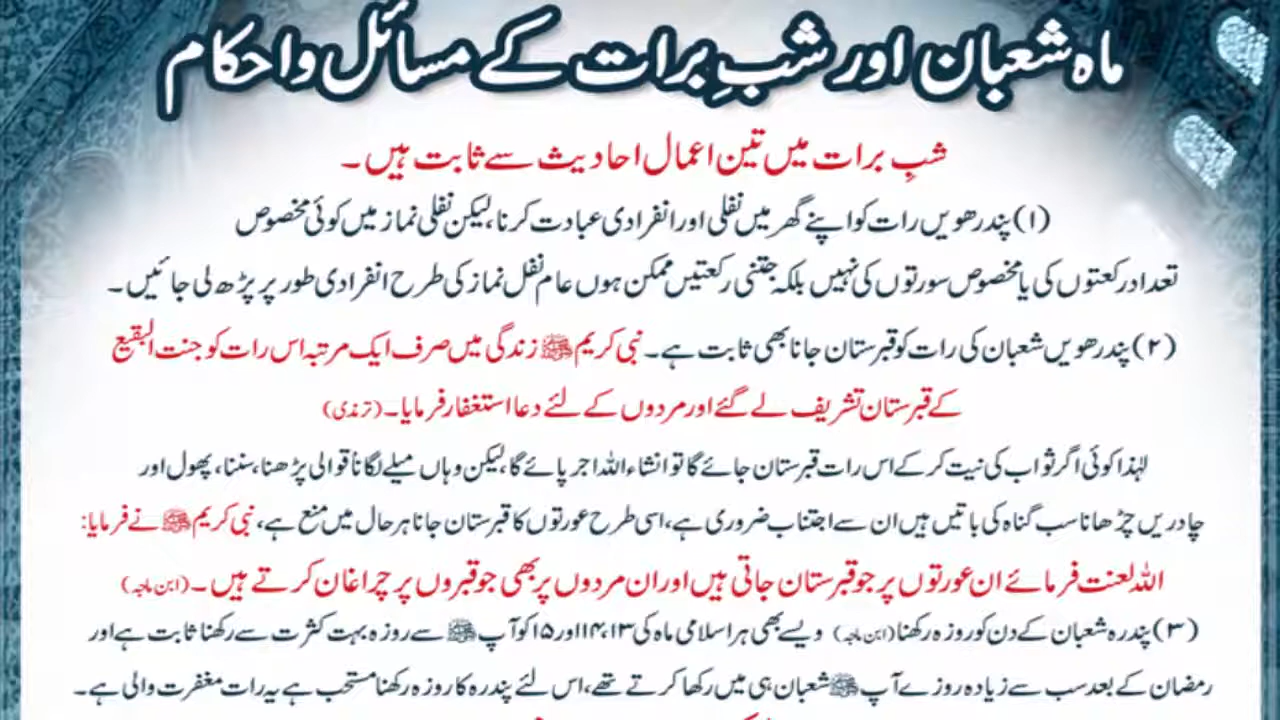 ماہ شعبان اور شبِ برات کے مسائل و احکام
شبِ برات میں تین اعمال احادیث سے ثابت ہیں۔
(۱) پندرھویں رات کو اپنے گھر میں نفلی اور انفرادی عبادت کرنا، لیکن نفلی نماز میں کوئی مخصوص
تعداد رکعتوں کی یا مخصوص سورتوں کی نہیں بلکہ جتنی رکعتیں ممکن ہوں عام نفل نماز کی طرح انفرادی طور پر پڑھ لی جائیں۔
(۲) پندرھویں شعبان کی رات کو قبرستان جانا بھی ثابت ہے۔ نبی کریم ﷺ زندگی میں صرف ایک مرتبہ اس رات کو جنت البقیع
کے قبرستان تشریف لے گئے اور مردوں کے لئے دعا استغفار فرمایا۔ (ترمذی)
لہٰذا کوئی اگر ثواب کی نیت کر کے اس رات قبرستان جائے گا تو انشاء اللہ اجر پائے گا، لیکن وہاں میلے لگانا قوالی پڑھنا، سننا، پھول اور
چادریں چڑھانا سب گناہ کی باتیں ہیں ان سے اجتناب ضروری ہے، اسی طرح عورتوں کا قبرستان جانا ہر حال میں منع ہے، نبی کریم ﷺ نے فرمایا:
اللہ لعنت فرمائے ان عورتوں پر جو قبرستان جاتی ہیں اور ان مردوں پر بھی جو قبروں پر چراغاں کرتے ہیں۔ (ابن ماجہ)
(۳) پندرہ شعبان کے دن کو روزہ رکھنا (ابن ماجہ) ویسے بھی ہر اسلامی ماہ کی ۱۳،۱۴ اور ۱۵ کو آپ ﷺ سے روزہ بہت کثرت سے رکھنا ثابت ہے اور
رمضان کے بعد سب سے زیادہ روزے آپ ﷺ شعبان ہی میں رکھا کرتے تھے، اس لئے پندرہ کا روزہ رکھنا مستحب ہے یہ رات مغفرت والی ہے۔